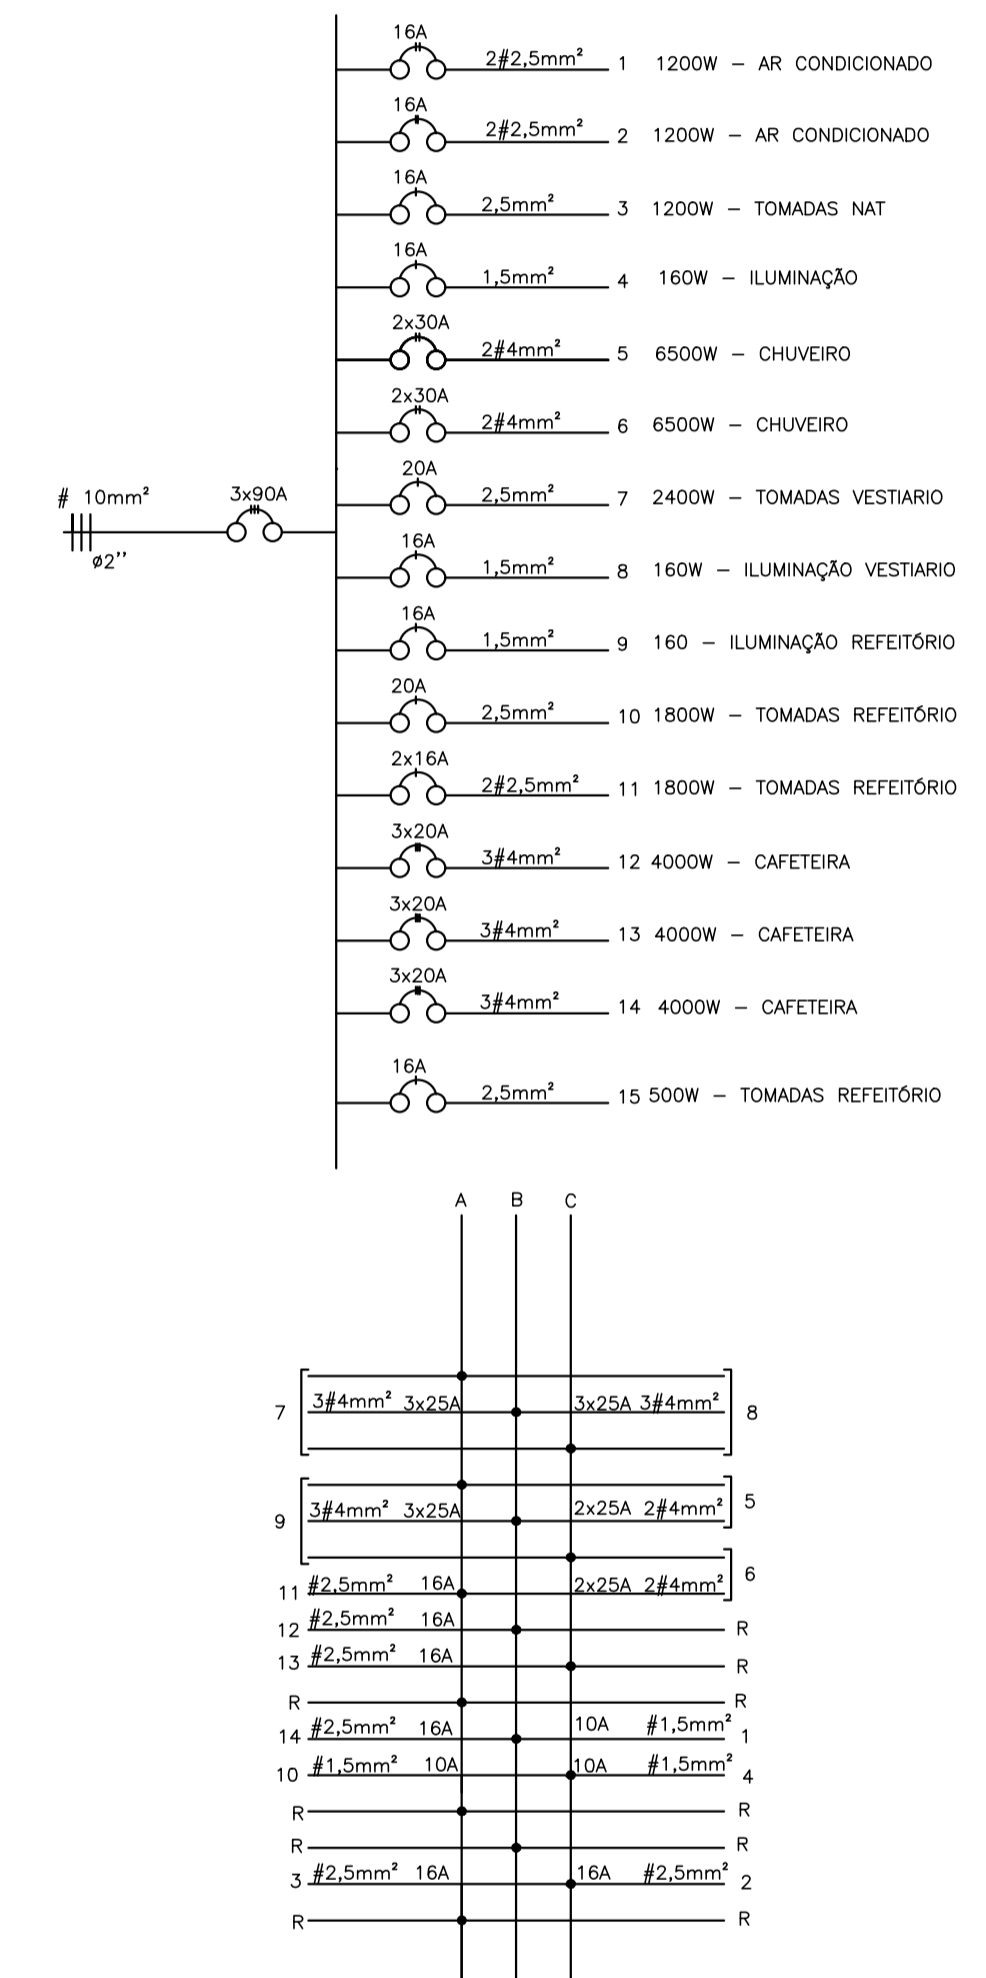 16A
2#2,5mm² 1 1200W – AR CONDICIONADO
16A
2#2,5mm² 2 1200W – AR CONDICIONADO
16A
2,5mm² 3 1200W – TOMADAS NAT
16A
1,5mm² 4 160W – ILUMINAÇÃO
2x30A
2#4mm² 5 6500W – CHUVEIRO
2x30A
2#4mm² 6 6500W – CHUVEIRO
20A
# 10mm² 3x90A 2,5mm² 7 2400W – TOMADAS VESTIARIO
ø2’’
16A
1,5mm² 8 160W – ILUMINAÇÃO VESTIARIO
16A
1,5mm² 9 160 – ILUMINAÇÃO REFEITÓRIO
20A
2,5mm² 10 1800W – TOMADAS REFEITÓRIO
2x16A
2#2,5mm² 11 1800W – TOMADAS REFEITÓRIO
3x20A
3#4mm² 12 4000W – CAFETEIRA
3x20A
3#4mm² 13 4000W – CAFETEIRA
3x20A
3#4mm² 14 4000W – CAFETEIRA
16A
2,5mm² 15 500W – TOMADAS REFEITÓRIO
A B C
7 3#4mm² 3x25A 3x25A 3#4mm² 8
9 3#4mm² 3x25A 2x25A 2#4mm² 5
11 #2,5mm² 16A 2x25A 2#4mm² 6
12 #2,5mm² 16A R
13 #2,5mm² 16A R
R R
14 #2,5mm² 16A 10A #1,5mm² 1
10 #1,5mm² 10A 10A #1,5mm² 4
R R
R R
3 #2,5mm² 16A 16A #2,5mm² 2
R R